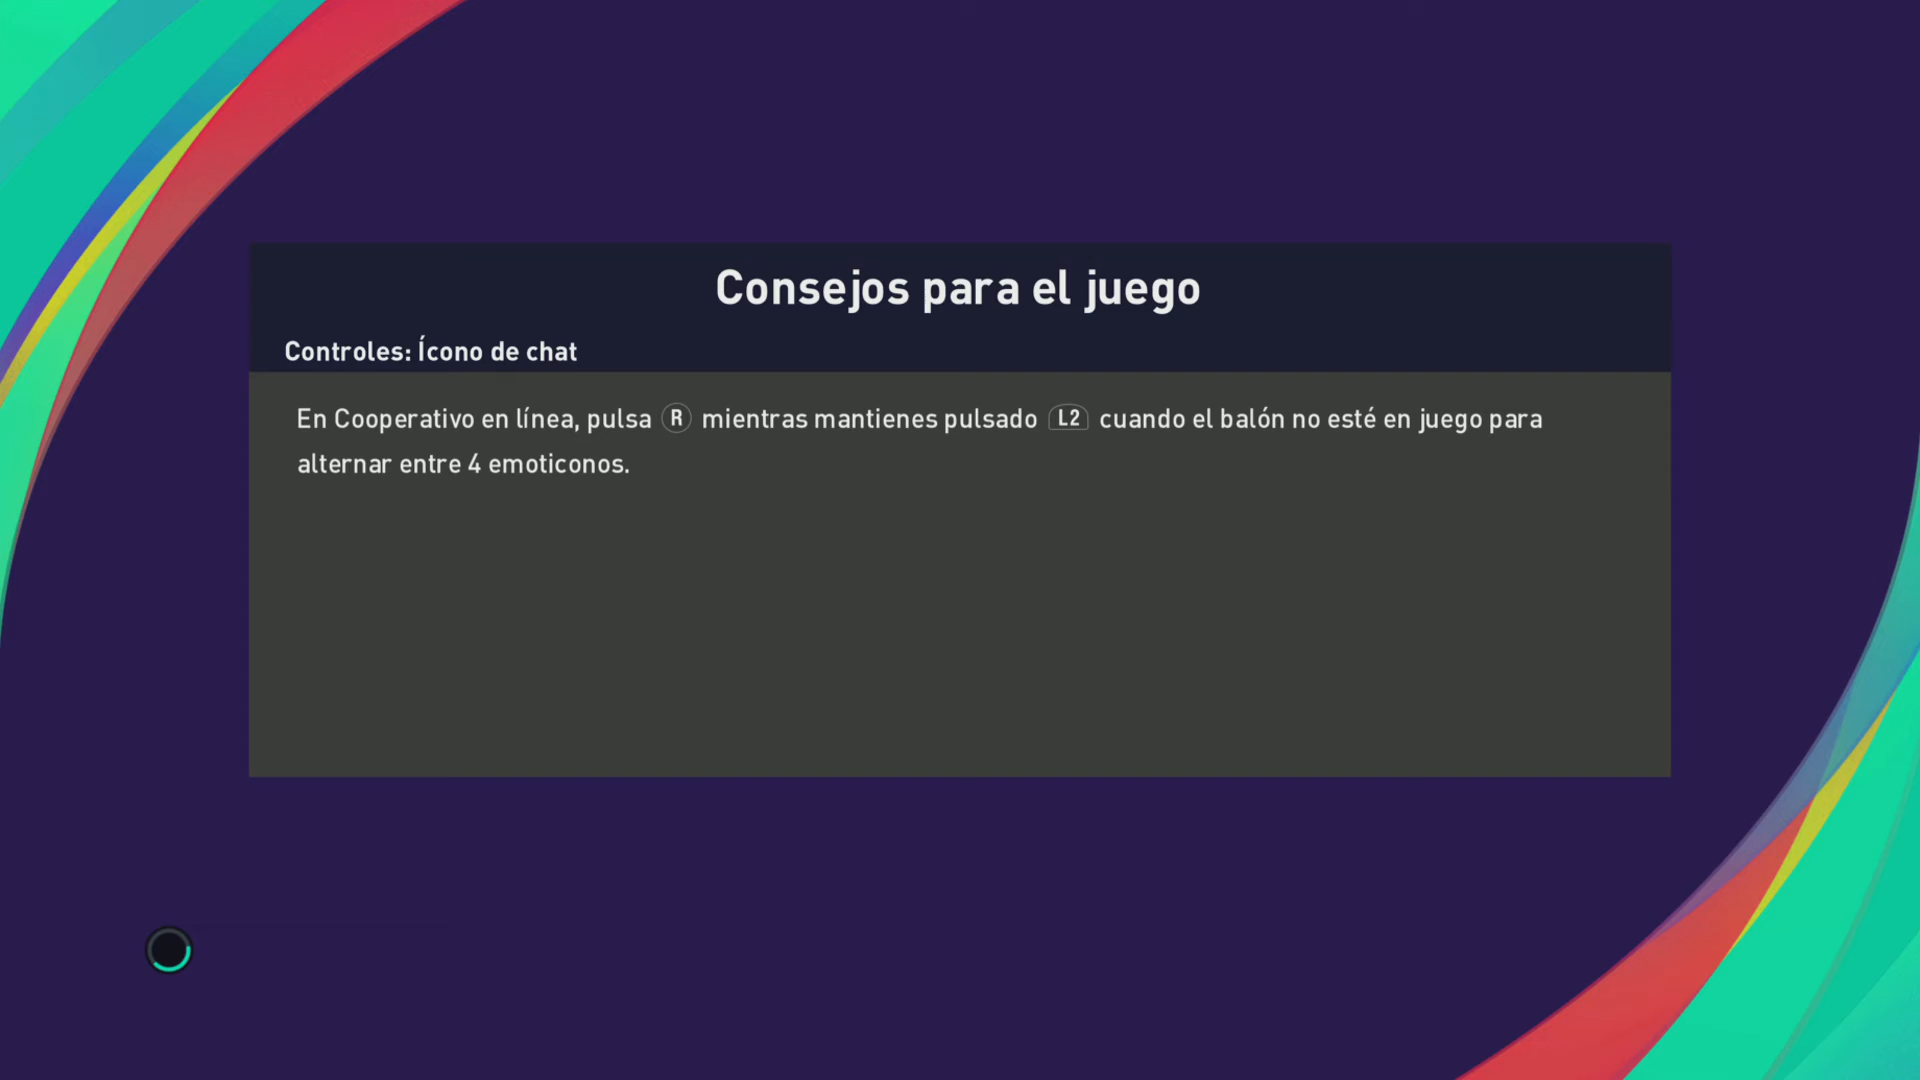 Consejos para el juego
Controles: Ícono de chat
En Cooperativo en línea, pulsa R mientras mantienes pulsado L2 cuando el balón no esté en juego para
alternar entre 4 emoticonos.